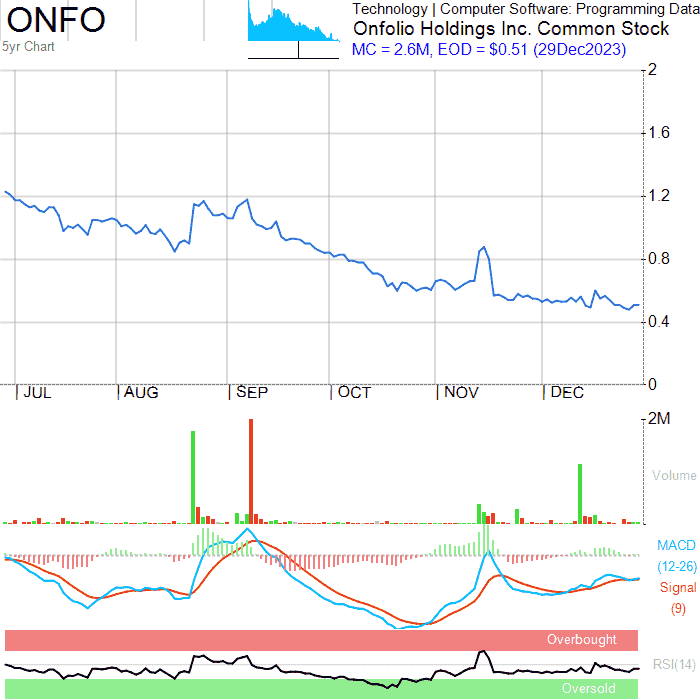 ONFO
5yr Chart
Technology | Computer Software: Programming Data
Onfolio Holdings Inc. Common Stock
MC = 2.6M, EOD = $0.51 (29Dec2023)
2
1.6
1.2
0.8
0.4
0
JUL AUG SEP OCT NOV DEC
2M
Volume
MACD
(12-26)
Signal
(9)
Overbought
RSI(14)
Oversold